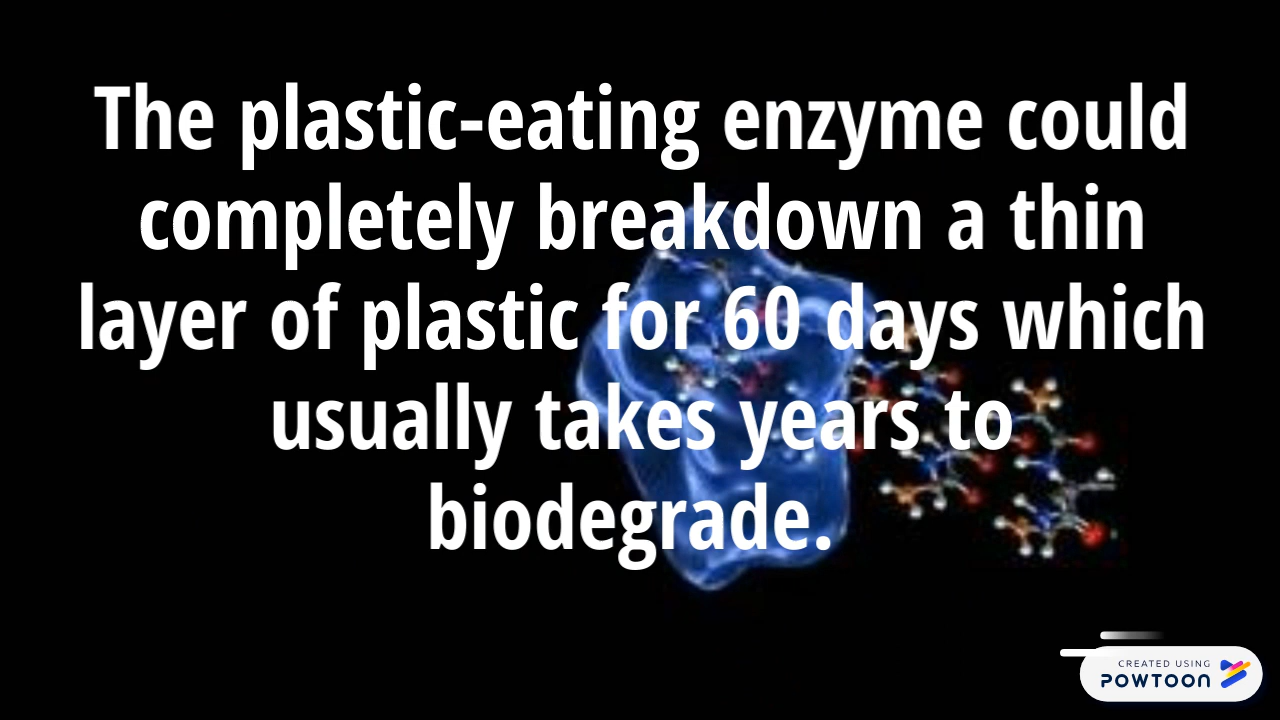 The plastic-eating enzyme could
completely breakdown a thin
layer of plastic for 60 days which
usually takes years to
biodegrade.
CREATED USING
POWTOON